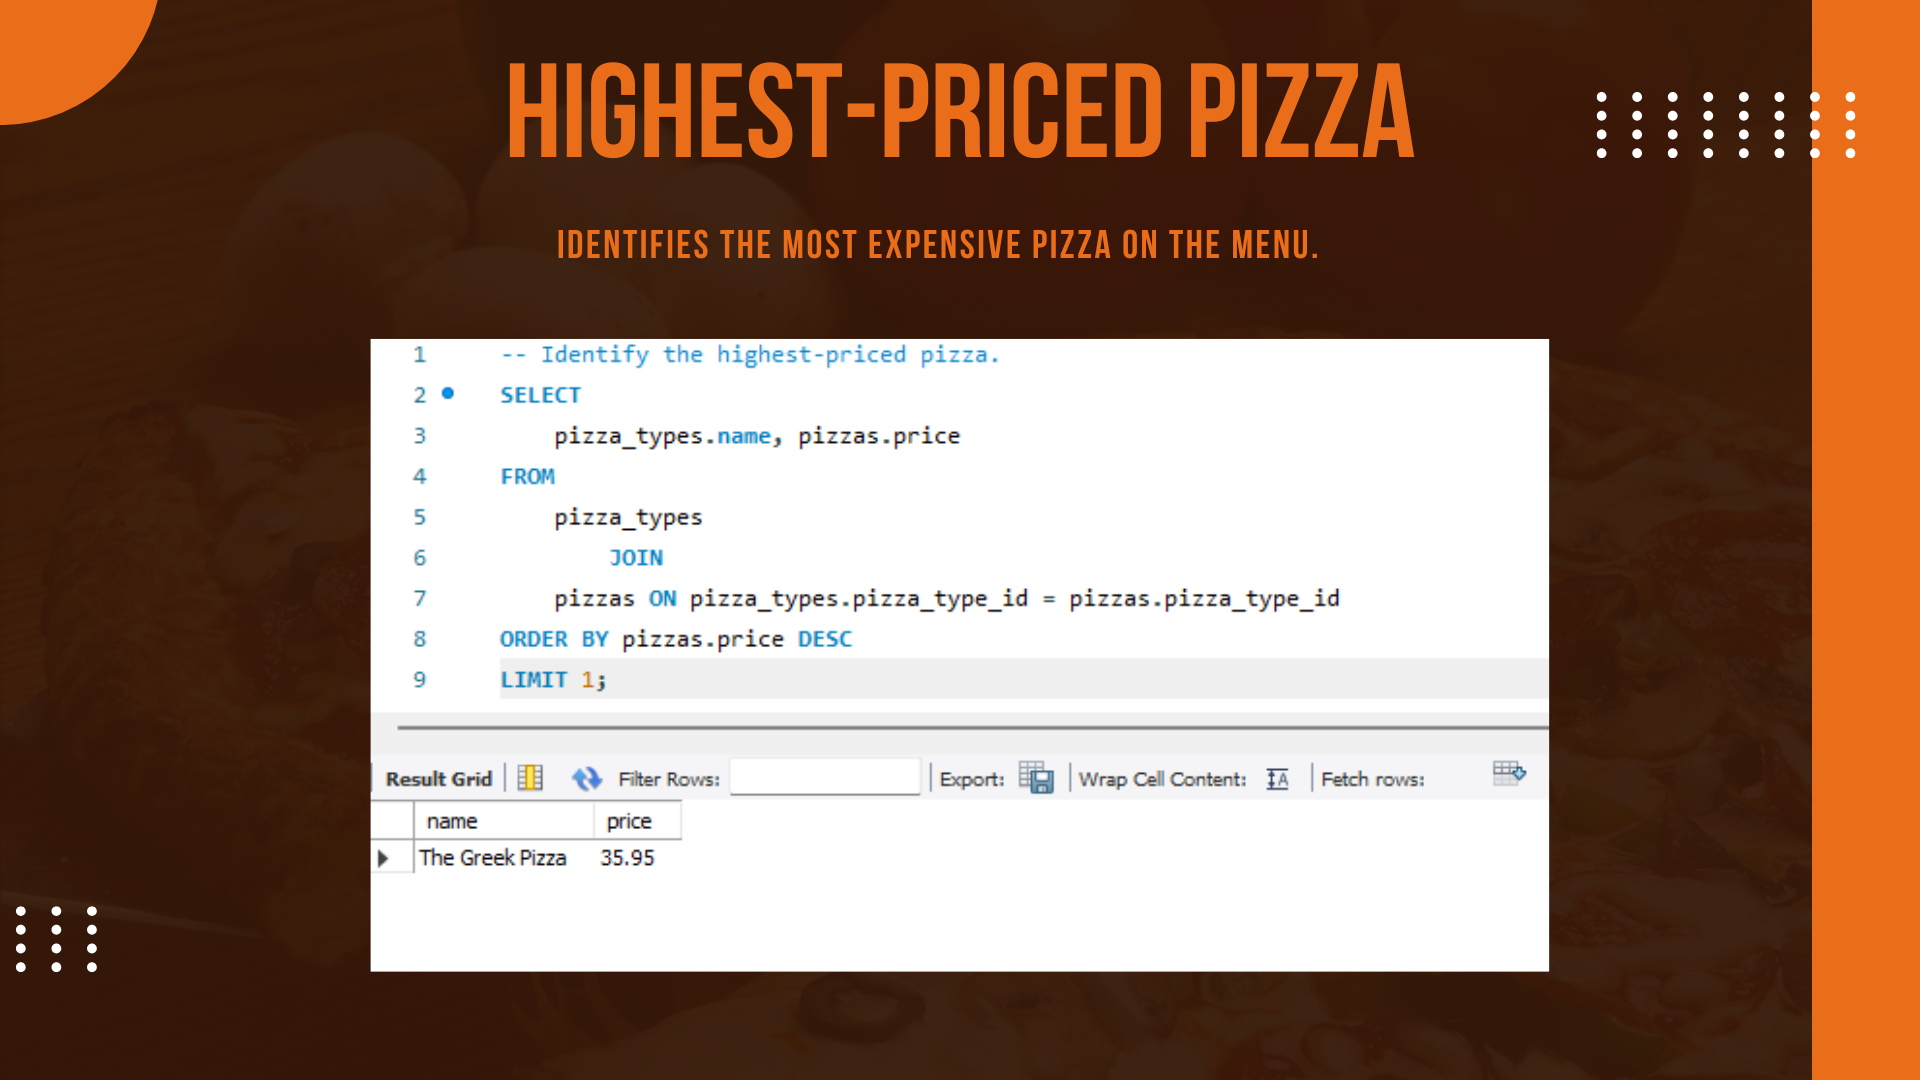 HIGHEST-PRICED PIZZA
IDENTIFIES THE MOST EXPENSIVE PIZZA ON THE MENU.
1 -- Identify the highest-priced pizza.
2 SELECT
3 pizza_types.name, pizzas.price
4 FROM
5 pizza_types
6 JOIN
7 pizzas ON pizza_types.pizza_type_id = pizzas.pizza_type_id
8 ORDER BY pizzas.price DESC
9 LIMIT 1;
Result Grid Filter Rows: Export: Wrap Cell Content: Fetch rows:
name price
The Greek Pizza 35.95